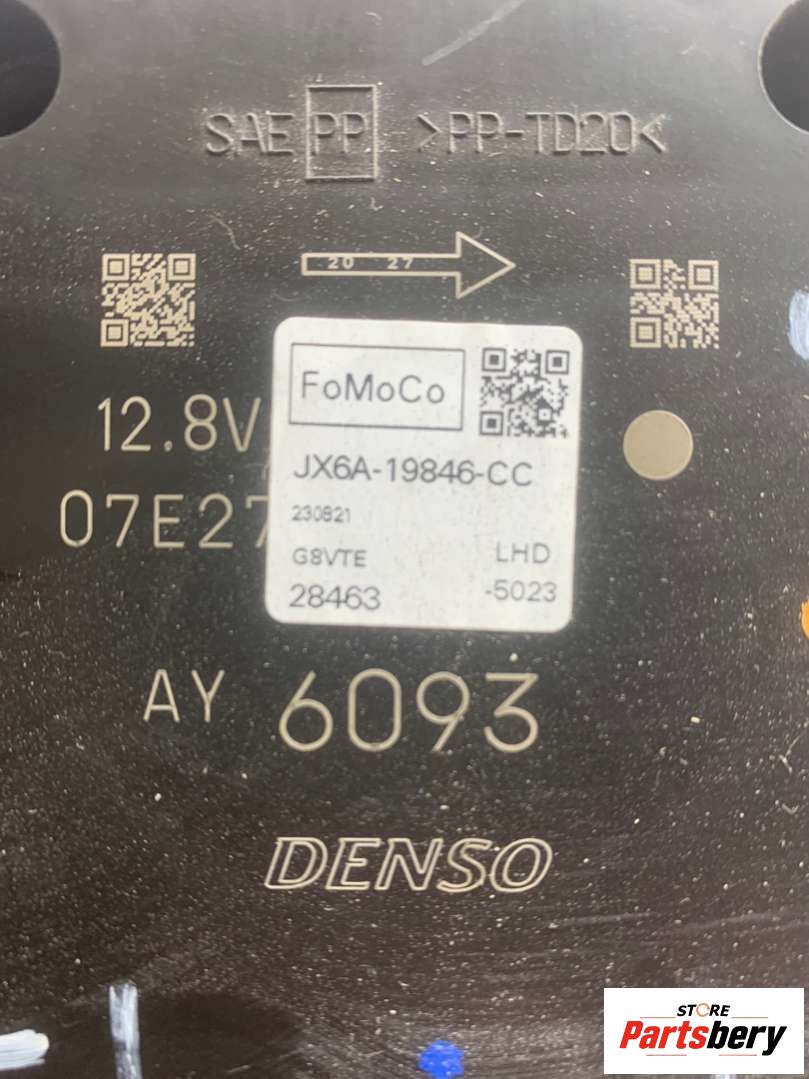 SAE PP >PP-TD20<
20 27
FoMoCo
12.8V
JX6A-19846-CC
07E27
230821
G8VTE LHD
28463 -5023
AY 6093
DENSO
STORE
Partsbery